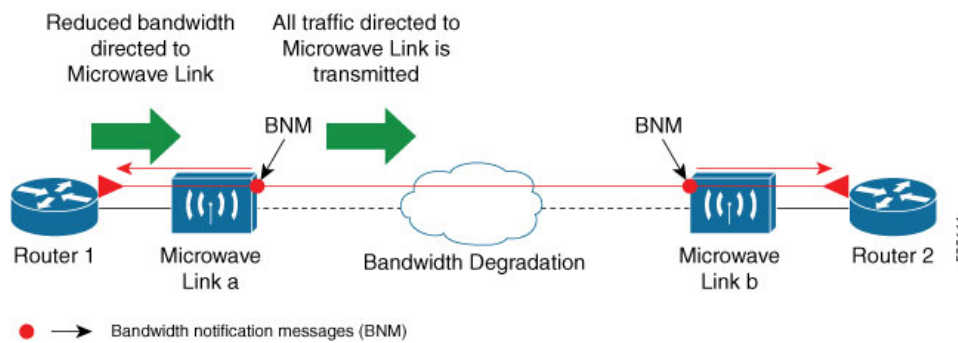 Reduced bandwidth
directed to
Microwave Link
All traffic directed to
Microwave Link is
transmitted
BNM
BNM
Router 1
Microwave
Link a
Bandwidth Degradation
Microwave
Link b
Router 2
Bandwidth notification messages (BNM)